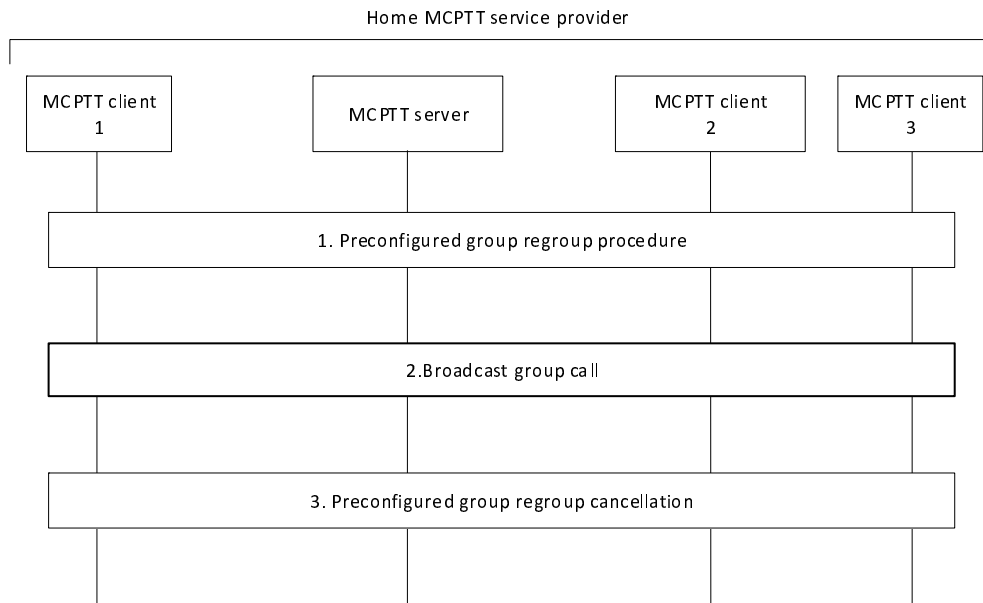 Home MCPTT service provider
MCPTT client
1
MCPTT server
MCPTT client
2
MCPTT client
3
1. Preconfigured group regroup procedure
2.Broadcast group call
3. Preconfigured group regroup cancellation